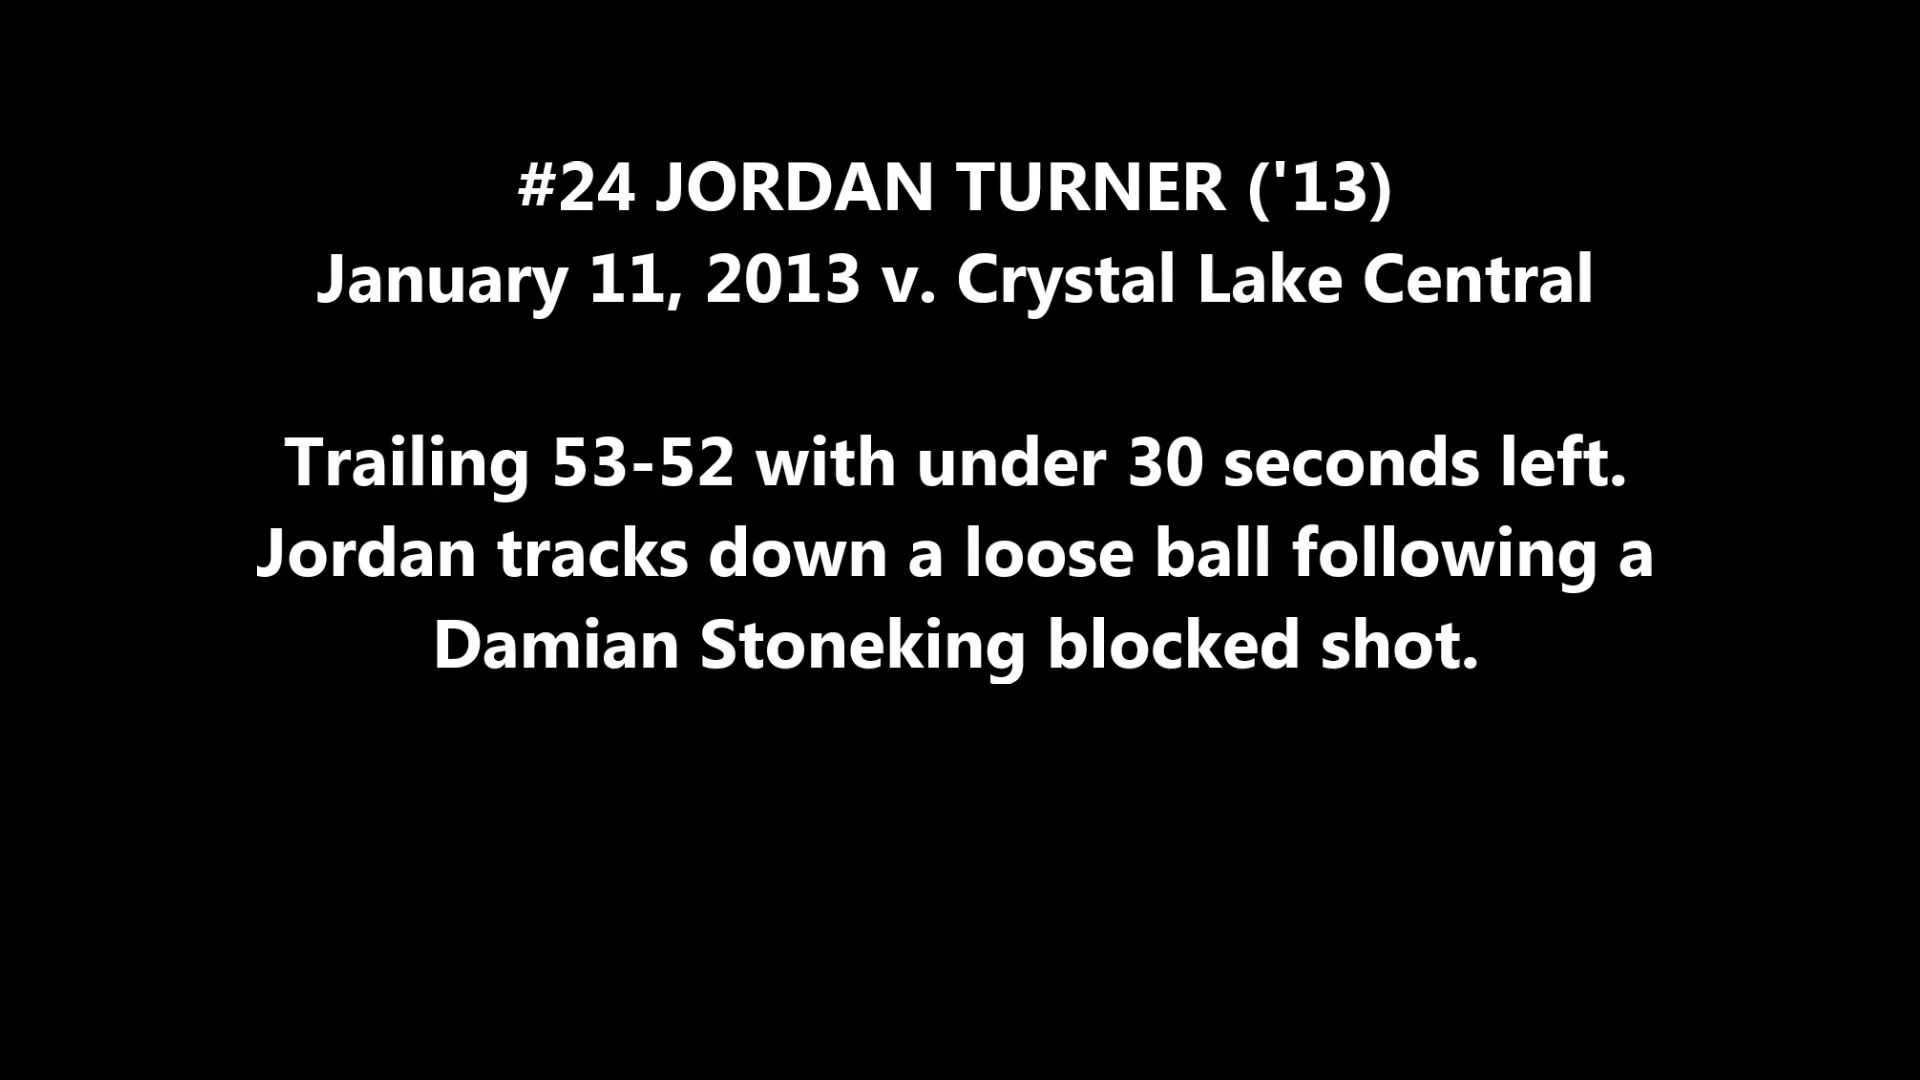 #24 JORDAN TURNER ('13)
January 11, 2013 v. Crystal Lake Central
Trailing 53-52 with under 30 seconds left.
Jordan tracks down a loose ball following a
Damian Stoneking blocked shot.